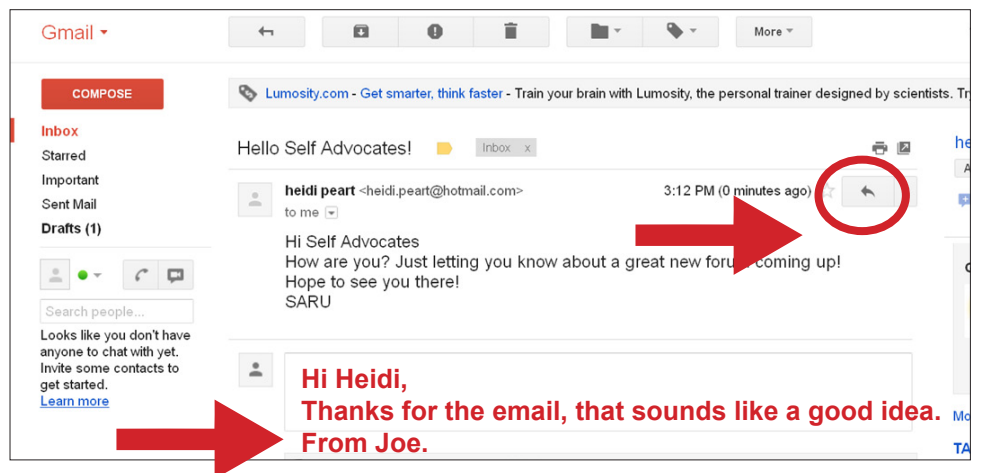 Gmail
More
COMPOSE
Lumosity.com - Get smarter, think faster - Train your brain with Lumosity, the personal trainer designed by scientists.
Inbox
Starred
Important
Sent Mail
Drafts (1)
Hello Self Advocates! Inbox x
heidi peart <heidi.peart@hotmail.com> 3:12 PM (0 minutes ago)
to me
Hi Self Advocates
How are you? Just letting you know about a great new forum coming up!
Hope to see you there!
SARU
Search people...
Looks like you don't have
anyone to chat with yet.
Invite some contacts to
get started.
Learn more
Hi Heidi,
Thanks for the email, that sounds like a good idea.
From Joe.